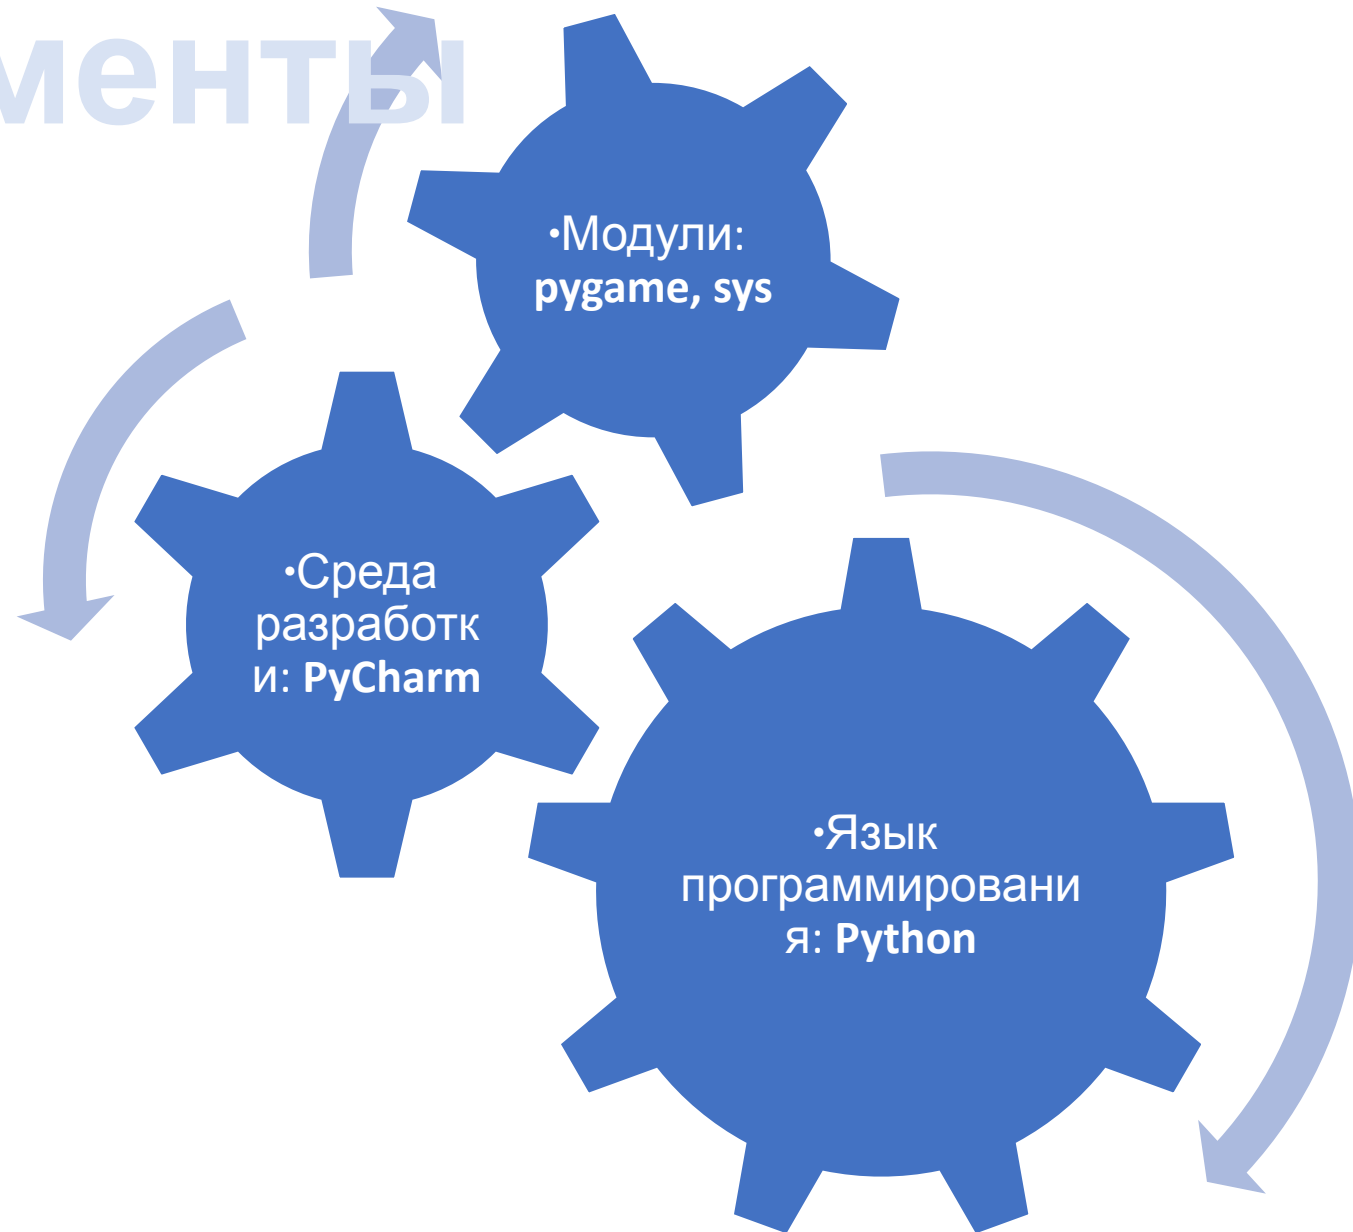 менты
•Модули:
pygame, sys
•Среда
разработк
и: PyCharm
•Язык
программировани
я: Python